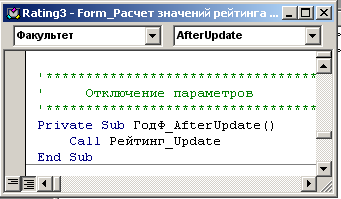 Rating3 - Form_Расчет значений рейтинга ...
Факультет
AfterUpdate
'***********************************
'     Отключение параметров
'***********************************
Private Sub ГодФ_AfterUpdate()
    Call Рейтинг_Update
End Sub